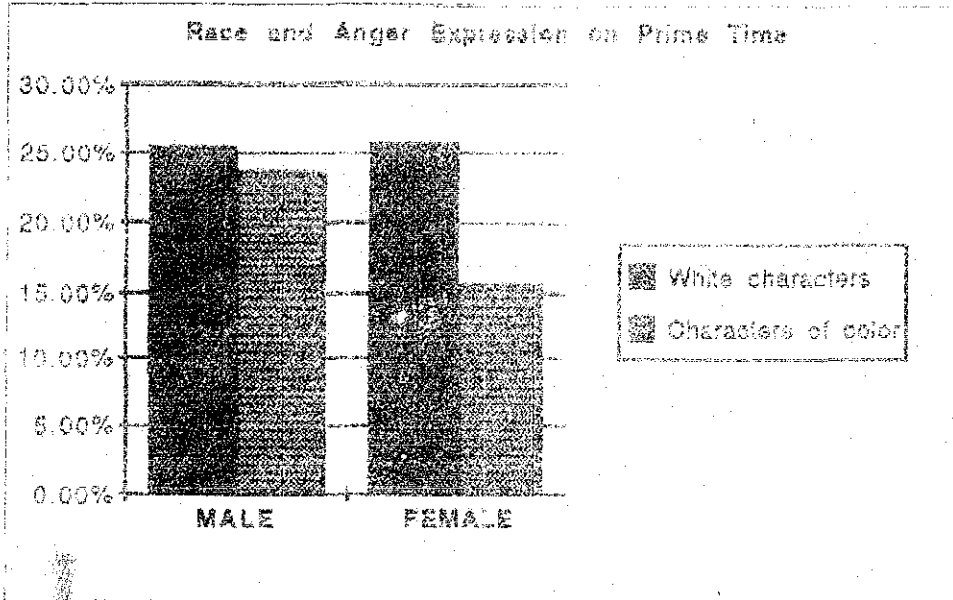 Race and Anger Expression on Prime Time
30.00%
25.00%
20.00%
15.00%
10.00%
5.00%
0.00%
MALE FEMALE
White characters
Characters of color